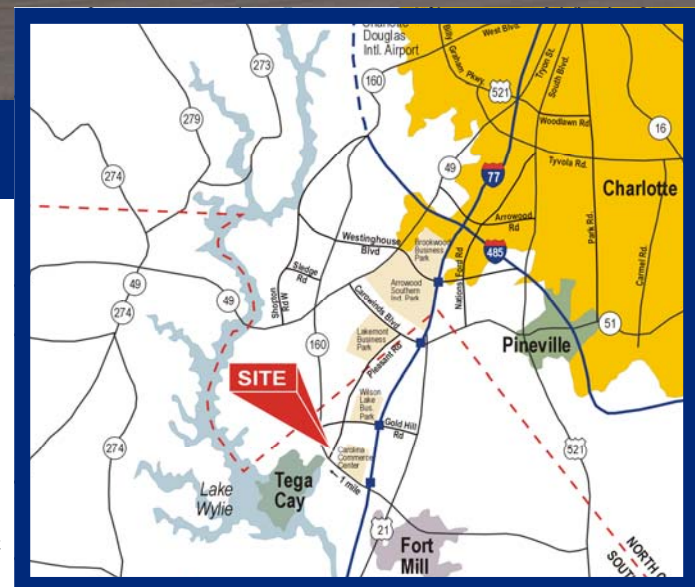 Charlotte
Douglas
Intl. Airport
West Blvd.
Billy Graham Pkwy.
521
Tryon St.
South Blvd.
273
160
279
Woodlawn Rd
16
274
49
Tyvola Rd.
77
Charlotte
Arrowood
Rd
Park Rd.
Carmel Rd.
Westinghouse
Blvd
Brookwood
Business
Park
485
National Ford Rd
49
274
Sledge
Rd
Arrowood
Southern
Ind. Park
49
Shorton
Rd W
Carowinds Blvd
51
160
Lakemont
Business
Park
Pleasant Rd
Pineville
SITE
Wilson
Lake
Bus.
Park
Gold Hill
Rd
274
Carolina
Commerce
Center
521
1 mile
Lake
Wylie
Tega
Cay
21
Fort
Mill
NORTH C
SOU